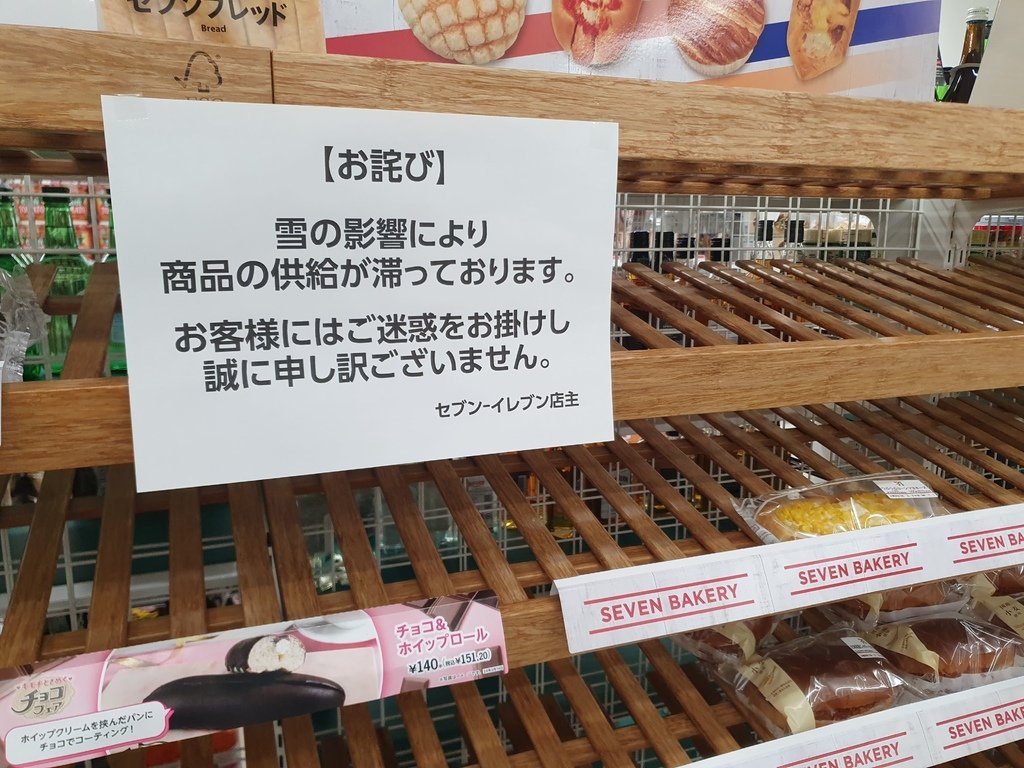 セブンブレッド
Bread
【お詫び】
雪の影響により
商品の供給が滞っております。
お客様にはご迷惑をお掛けし
誠に申し訳ございません。
セブン-イレブン店主
SEVEN BAKERY
SEVEN BAKERY
SEVEN BA
チョコ&
ホイップロール
¥140 (税込¥151.20)
チョコ
フェア
ホイップクリームを挟んだパンに
チョコでコーティング!
SEVEN BAKERY
SEVEN BAKERY